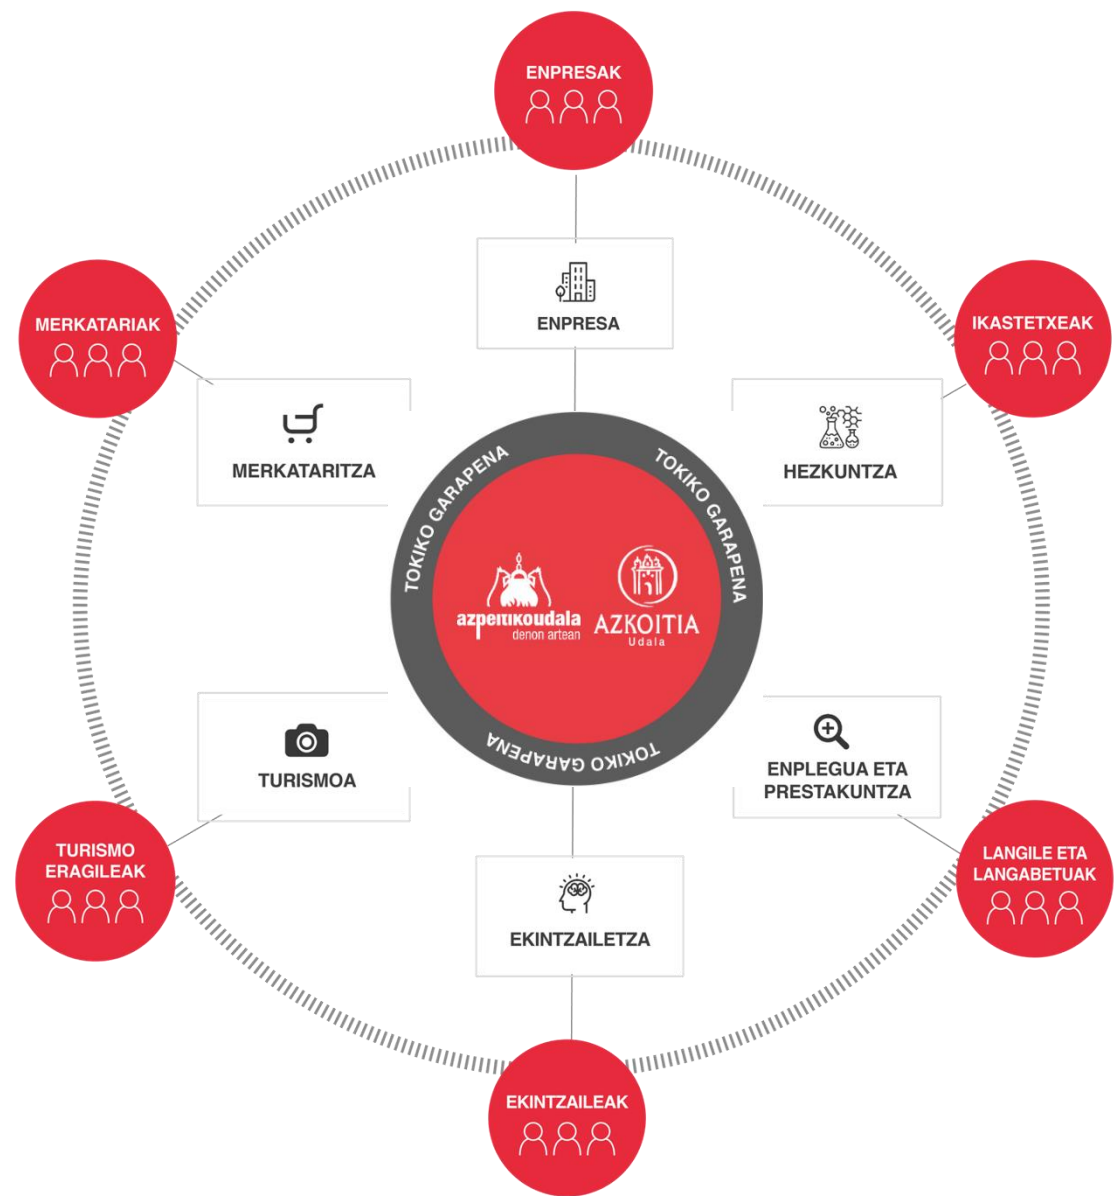 ENPRESAK
ENPRESA
MERKATARIAK
IKASTETXEAK
MERKATARITZA
HEZKUNTZA
TOKIKO GARAPENA
TOKIKO GARAPENA
azpeitikoudala
denon artean
AZKOITIA
Udala
TOKIKO GARAPENA
TURISMOA
ENPLEGUA ETA
PRESTAKUNTZA
TURISMO
ERAGILEAK
LANGILE ETA
LANGABETUAK
EKINTZAILETZA
EKINTZAILEAK